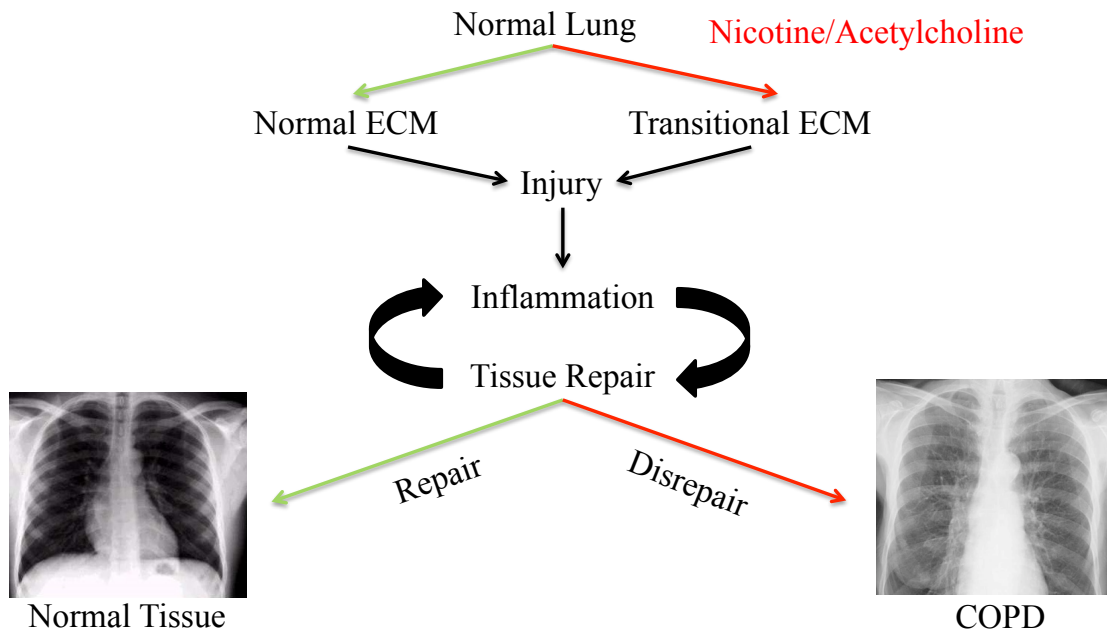 Normal Lung
Nicotine/Acetylcholine
Normal ECM
Transitional ECM
Injury
Inflammation
Tissue Repair
Repair
Disrepair
Normal Tissue
COPD